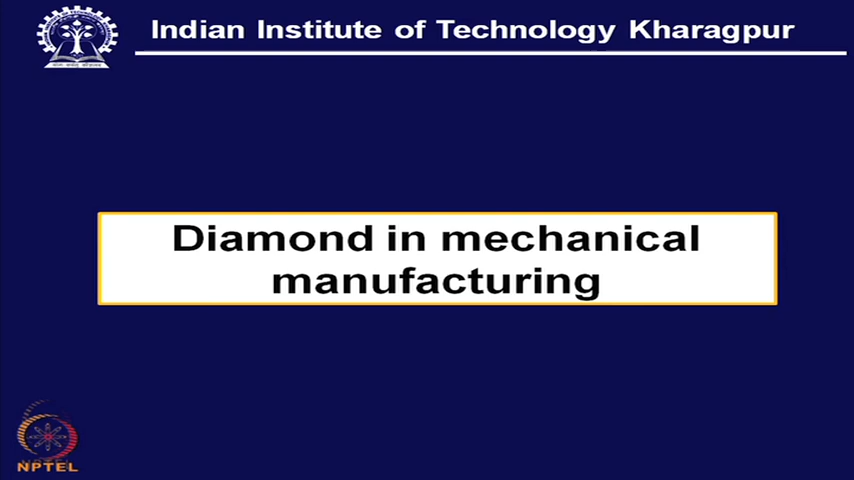 Indian Institute of Technology Kharagpur
Diamond in mechanical
manufacturing
NPTEL